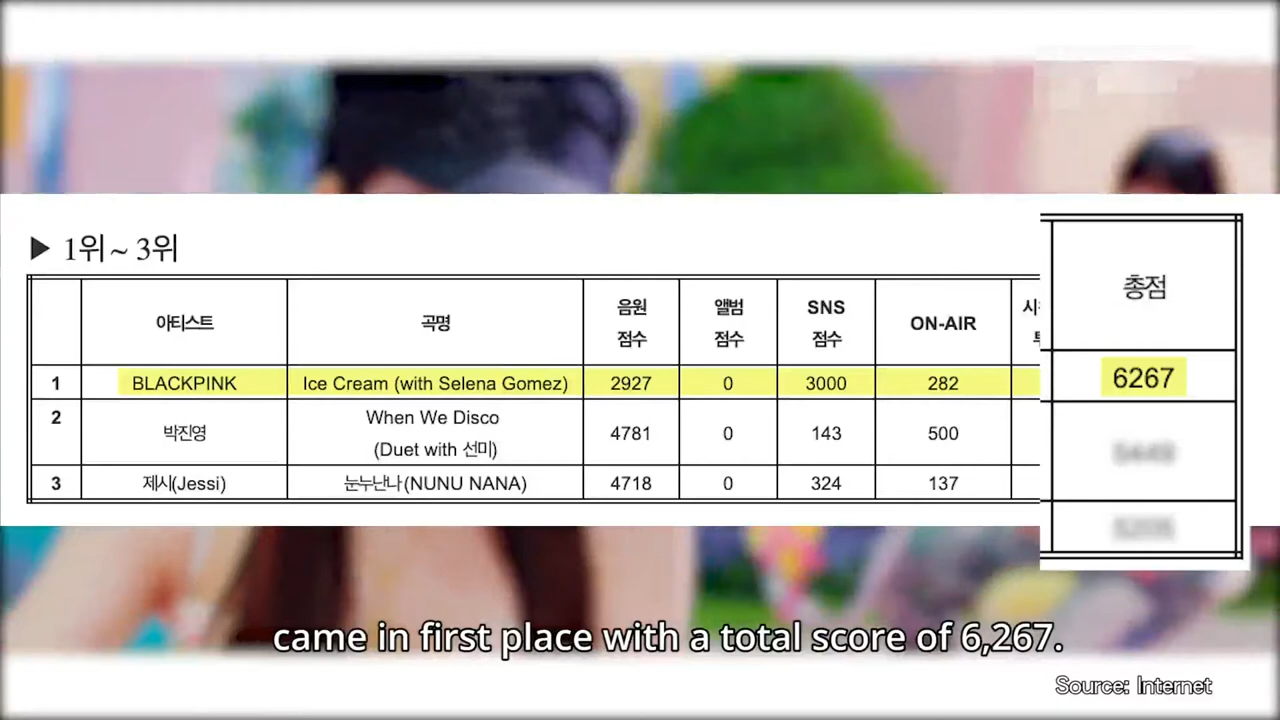 ▶ 1위 ~ 3위
아티스트 곡명 음원 점수 앨범 점수 SNS 점수 ON-AIR 총점
1 BLACKPINK Ice Cream (with Selena Gomez) 2927 0 3000 282 6267
2 박진영 When We Disco (Duet with 선미) 4781 0 143 500
3 제시(Jessi) 눈누난나(NUNU NANA) 4718 0 324 137
came in first place with a total score of 6,267.
Source: Internet